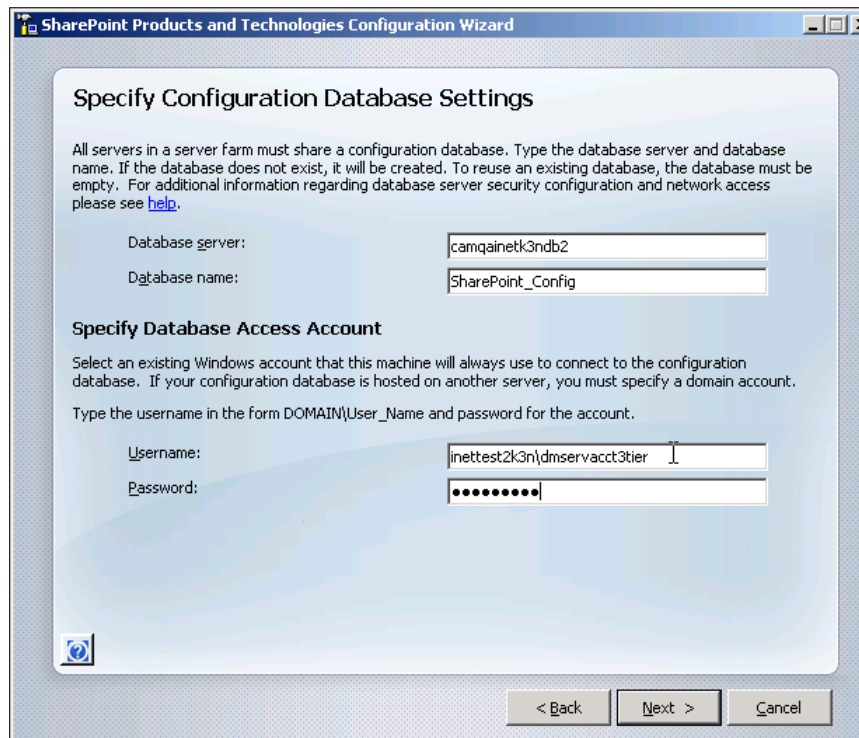 SharePoint Products and Technologies Configuration Wizard
Specify Configuration Database Settings
All servers in a server farm must share a configuration database. Type the database server and database
name. If the database does not exist, it will be created. To reuse an existing database, the database must be
empty. For additional information regarding database server security configuration and network access
please see help.
Database server:
camqainetk3ndb2
Database name:
SharePoint_Config
Specify Database Access Account
Select an existing Windows account that this machine will always use to connect to the configuration
database. If your configuration database is hosted on another server, you must specify a domain account.
Type the username in the form DOMAIN\User_Name and password for the account.
Username:
inettest2k3n\dmservacct3tier
Password:
●●●●●●●●●
< Back
Next >
Cancel